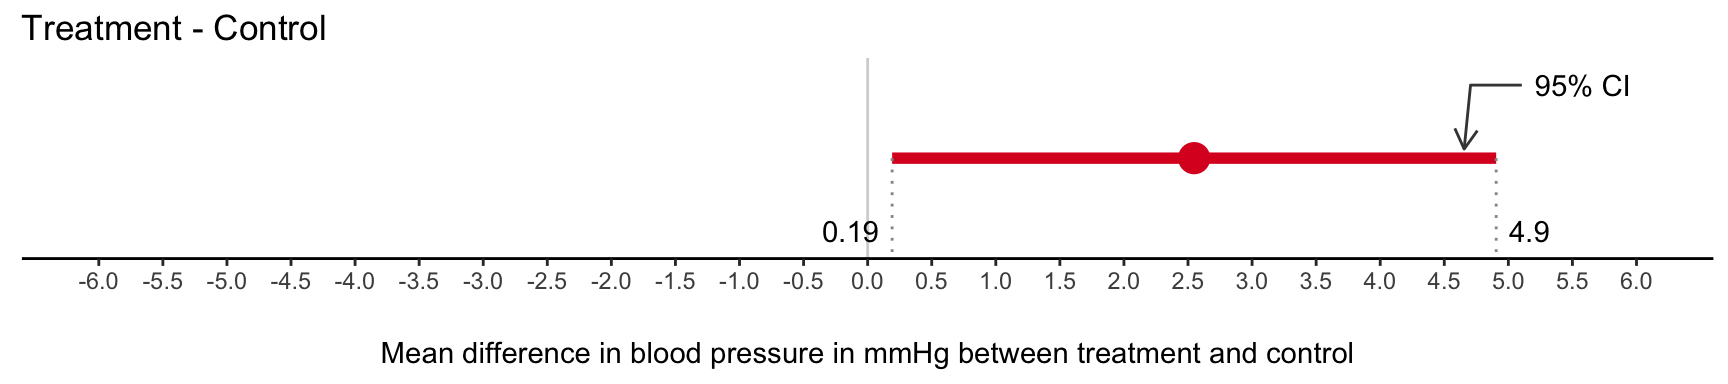 Treatment - Control
95% CI
0.19 4.9
-6.0 -5.5 -5.0 -4.5 -4.0 -3.5 -3.0 -2.5 -2.0 -1.5 -1.0 -0.5 0.0 0.5 1.0 1.5 2.0 2.5 3.0 3.5 4.0 4.5 5.0 5.5 6.0
Mean difference in blood pressure in mmHg between treatment and control